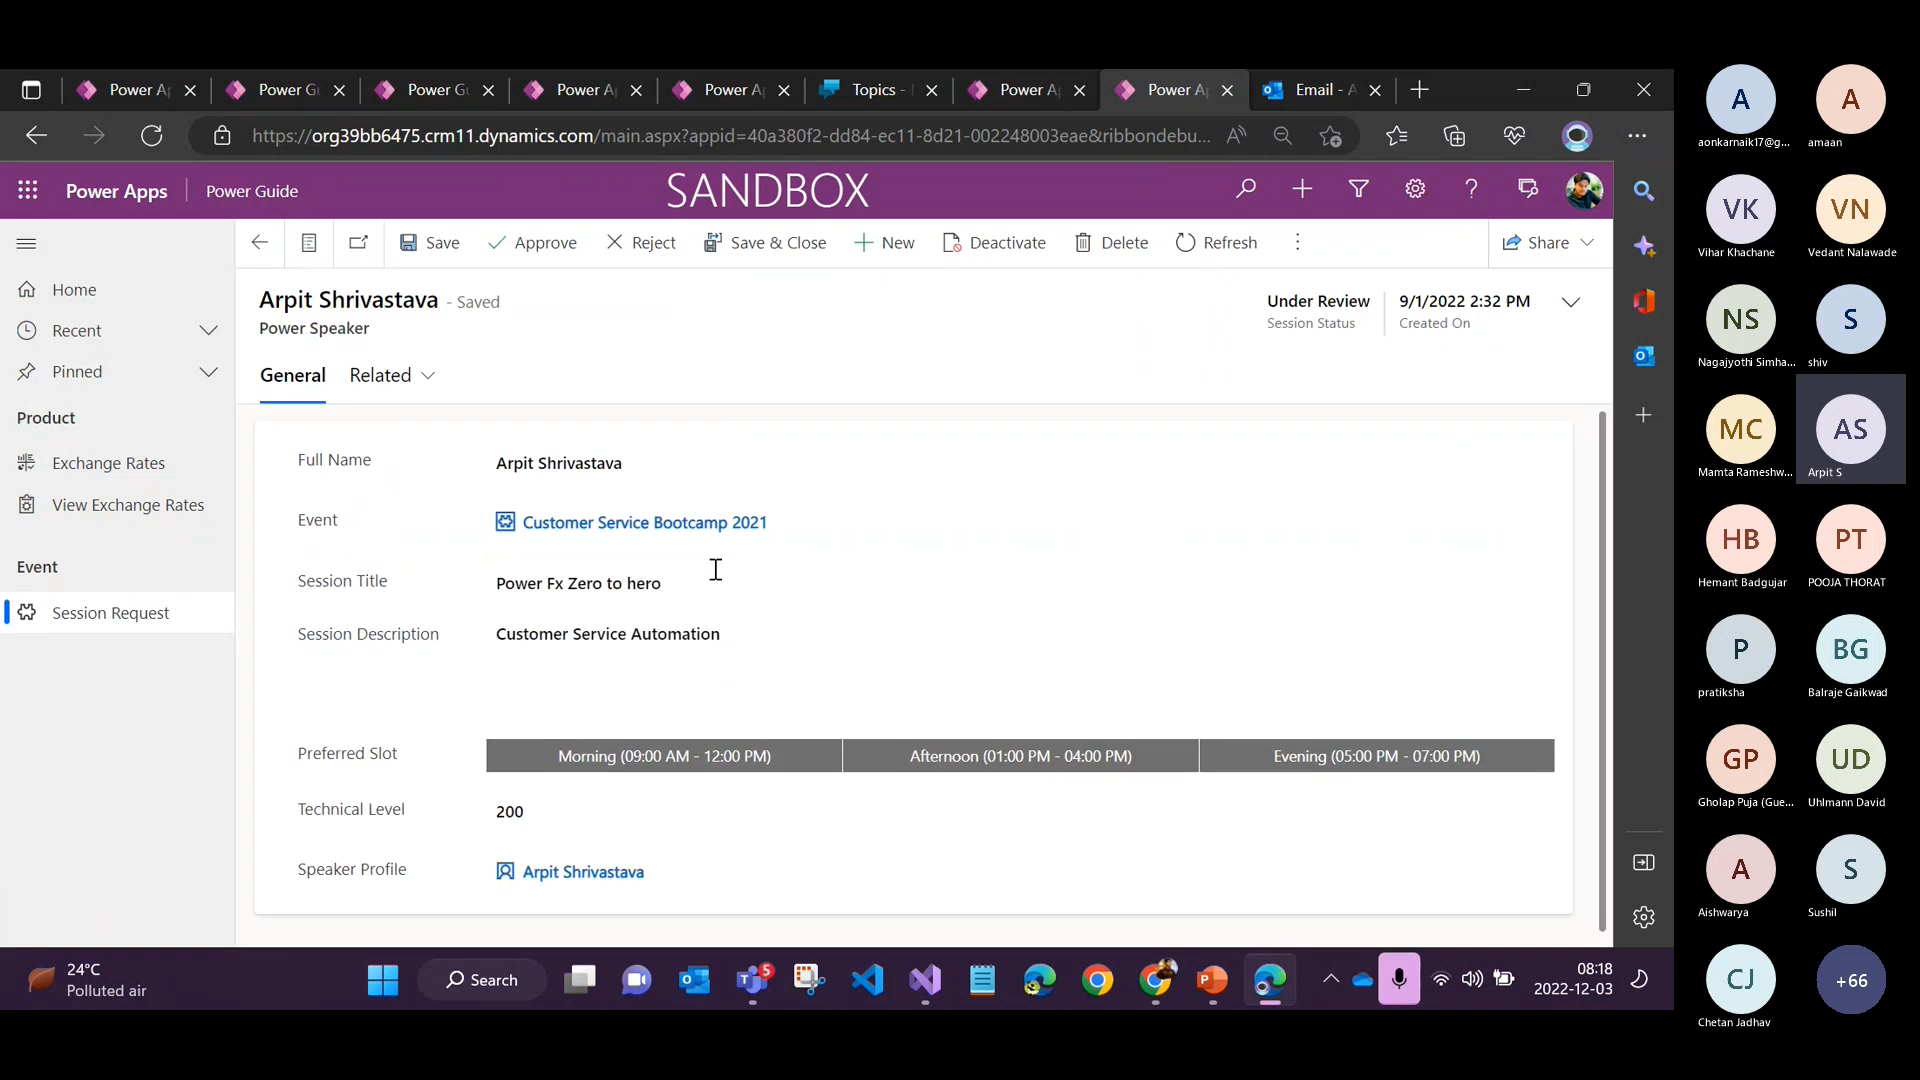 Power A
Power G
Power G
Power A
Power A
Topics -
Power A
Power A
Email - A
https://org39bb6475.crm11.dynamics.com/main.aspx?appid=40a380f2-dd84-ec11-8d21-002248003eae&ribbondebu...
Power Apps
Power Guide
SANDBOX
Save
Approve
Reject
Save & Close
New
Deactivate
Delete
Refresh
Share
Home
Recent
Pinned
Product
Exchange Rates
View Exchange Rates
Event
Session Request
Arpit Shrivastava - Saved
Power Speaker
Under Review
Session Status
9/1/2022 2:32 PM
Created On
General
Related
Full Name
Arpit Shrivastava
Event
Customer Service Bootcamp 2021
Session Title
Power Fx Zero to hero
Session Description
Customer Service Automation
Preferred Slot
Morning (09:00 AM - 12:00 PM)
Afternoon (01:00 PM - 04:00 PM)
Evening (05:00 PM - 07:00 PM)
Technical Level
200
Speaker Profile
Arpit Shrivastava
24°C
Polluted air
Search
5
08:18
2022-12-03
A
aonkarnaik17@g...
A
amaan
VK
Vihar Khachane
VN
Vedant Nalawade
NS
Nagajyothi Simha...
S
shiv
MC
Mamta Rameshw...
AS
Arpit S
HB
Hemant Badgujar
PT
POOJA THORAT
P
pratiksha
BG
Balraje Gaikwad
GP
Gholap Puja (Gue...
UD
Uhlmann David
A
Aishwarya
S
Sushil
CJ
Chetan Jadhav
+66